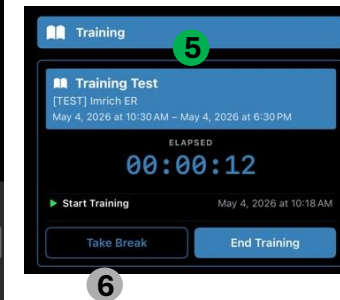 Training
5
Training Test
[TEST] Imrich ER
May 4, 2026 at 10:30 AM – May 4, 2026 at 6:30 PM
ELAPSED
00:00:12
Start Training May 4, 2026 at 10:18 AM
Take Break End Training
6